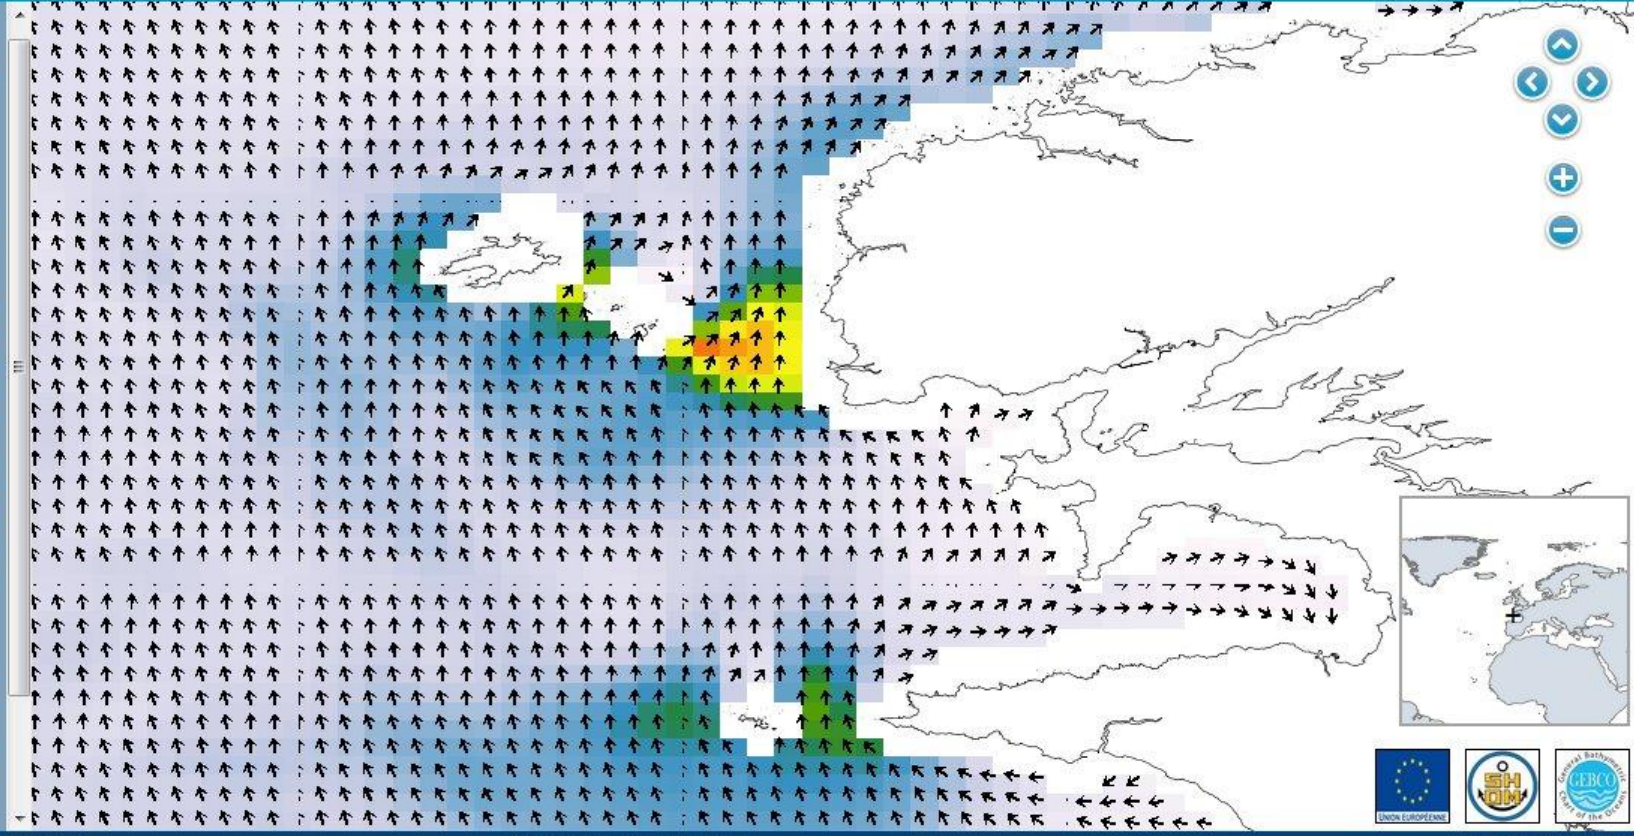 UNION EUROPÉENNE
SH
OM
General Bathymetric
GEBCO
Chart of the Oceans